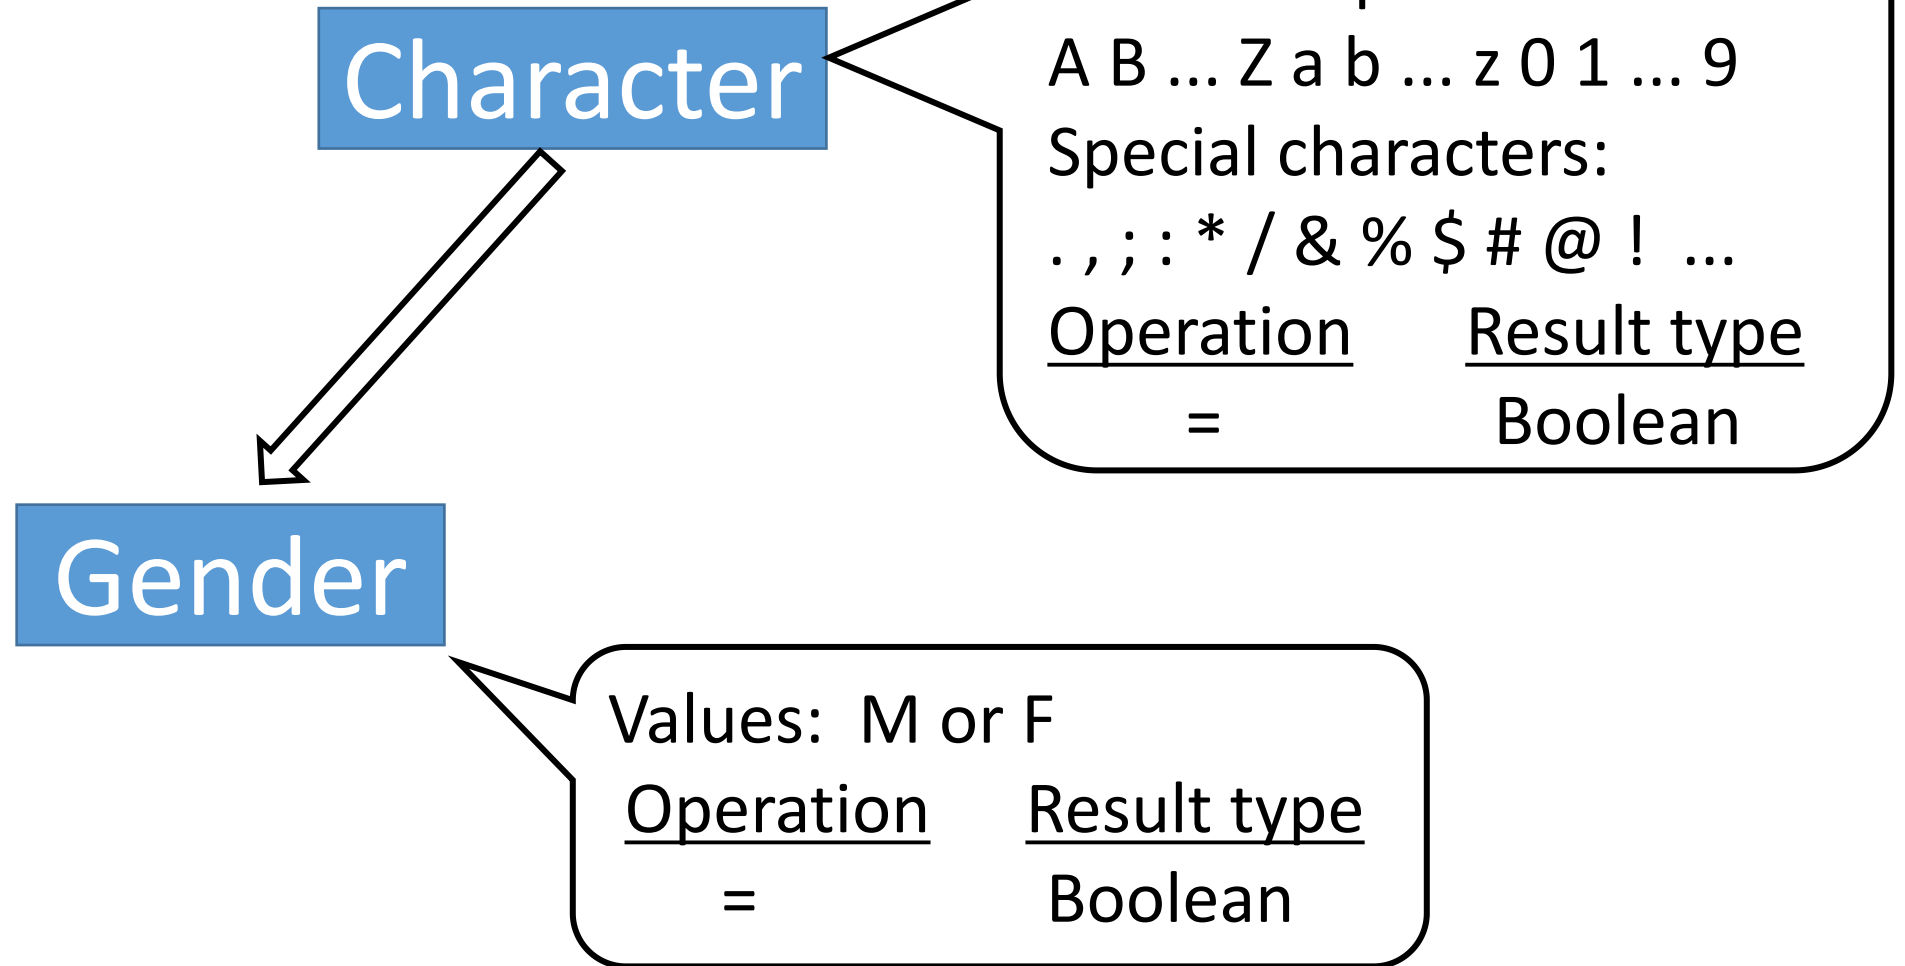 Character
A B ... Z a b ... z 0 1 ... 9
Special characters:
. , ; : * / & % $ # @ ! ...
Operation Result type
= Boolean
Gender
Values: M or F
Operation Result type
= Boolean